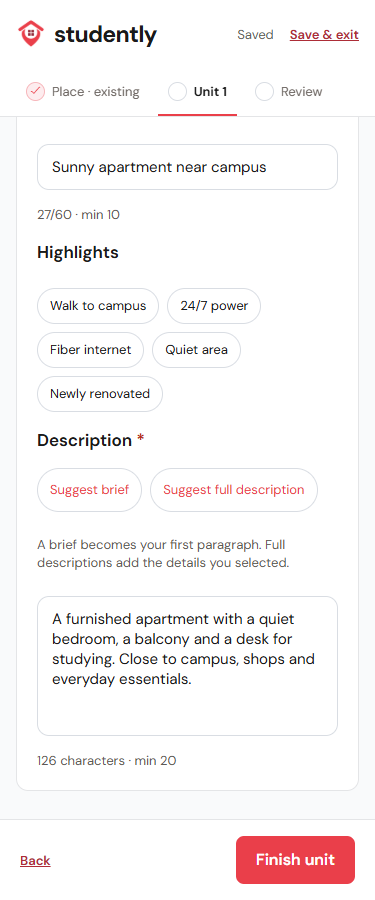 studently
Saved
Save & exit
Place · existing
Unit 1
Review
Sunny apartment near campus
27/60 · min 10
Highlights
Walk to campus
24/7 power
Fiber internet
Quiet area
Newly renovated
Description *
Suggest brief
Suggest full description
A brief becomes your first paragraph. Full
descriptions add the details you selected.
A furnished apartment with a quiet
bedroom, a balcony and a desk for
studying. Close to campus, shops and
everyday essentials.
126 characters · min 20
Back
Finish unit